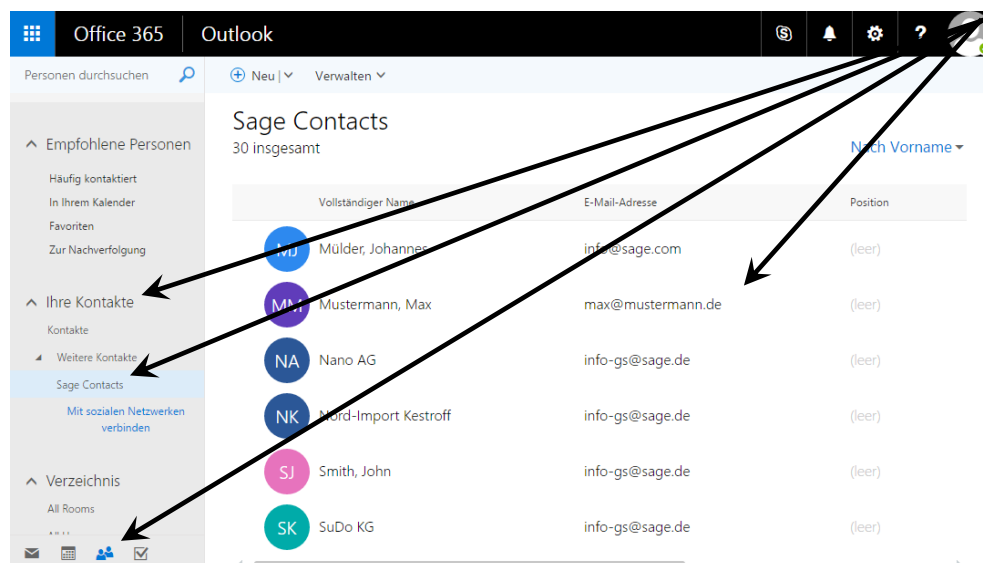 Office 365 Outlook
Personen durchsuchen
Neu | Verwalten
Empfohlene Personen
Häufig kontaktiert
In Ihrem Kalender
Favoriten
Zur Nachverfolgung
Ihre Kontakte
Kontakte
Weitere Kontakte
Sage Contacts
Mit sozialen Netzwerken
verbinden
Verzeichnis
All Rooms
Sage Contacts
30 insgesamt
Nach Vorname
Vollständiger Name E-Mail-Adresse Position
MJ Mülder, Johannes info@sage.com (leer)
MM Mustermann, Max max@mustermann.de (leer)
NA Nano AG info-gs@sage.de (leer)
NK Nord-Import Kestroff info-gs@sage.de (leer)
SJ Smith, John info-gs@sage.de (leer)
SK SuDo KG info-gs@sage.de (leer)